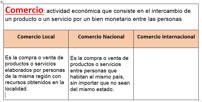 Comercio: actividad económica que consiste en el intercambio de
un producto o un servicio por un bien monetario entre las personas
Comercio Local
Comercio Nacional
Comercio Internacional
Es la compra o venta de
productos o servicios
elaborados por personas
de la misma región con
recursos obtenidos en la
localidad.
Es la compra o venta de
productos o servicios
entre personas que
habitan el mismo país,
sin importar que no sean
del mismo estado.